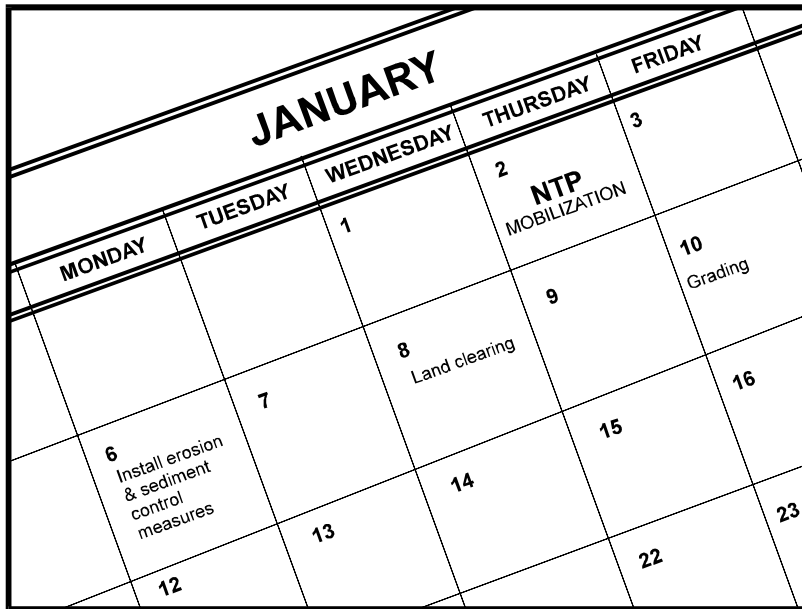 JANUARY
MONDAY TUESDAY WEDNESDAY THURSDAY FRIDAY
1 2 3
NTP
MOBILIZATION
6 7 8 9 10
Install erosion
& sediment
control
measures
Land clearing
Grading
12 13 14 15 16
22 23